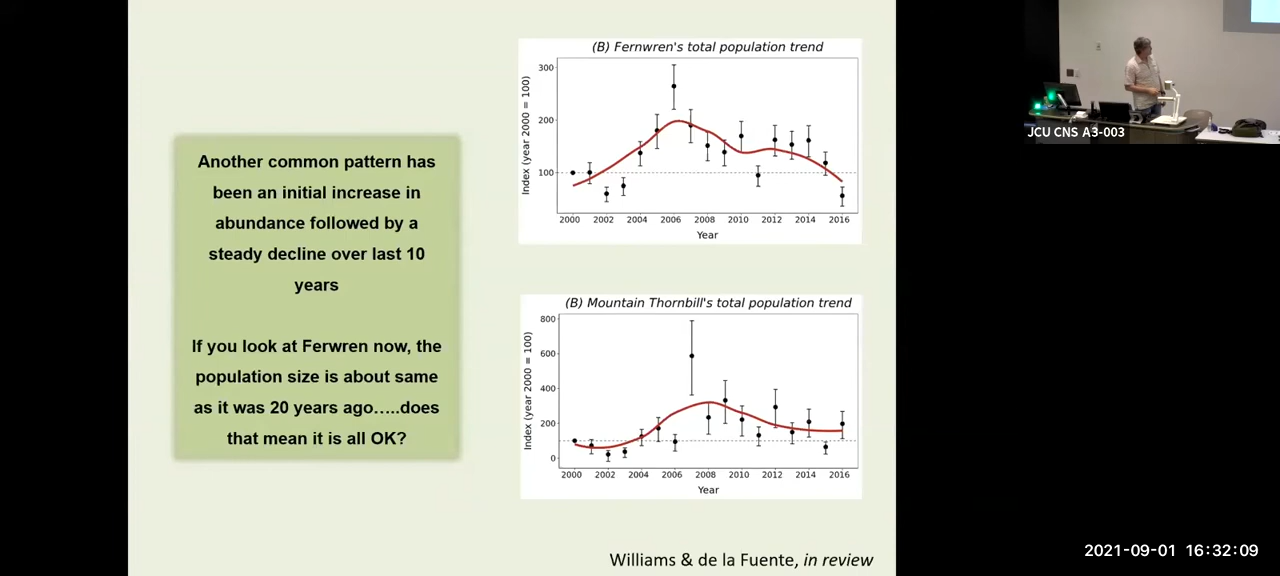 Another common pattern has
been an initial increase in
abundance followed by a
steady decline over last 10
years
If you look at Ferwren now, the
population size is about same
as it was 20 years ago.....does
that mean it is all OK?
(B) Fernwren's total population trend
Index (year 2000 = 100)
300
200
100
2000 2002 2004 2006 2008 2010 2012 2014 2016
Year
(B) Mountain Thornbill's total population trend
Index (year 2000 = 100)
800
600
400
200
0
2000 2002 2004 2006 2008 2010 2012 2014 2016
Year
Williams & de la Fuente, in review
JCU CNS A3-003
2021-09-01 16:32:09